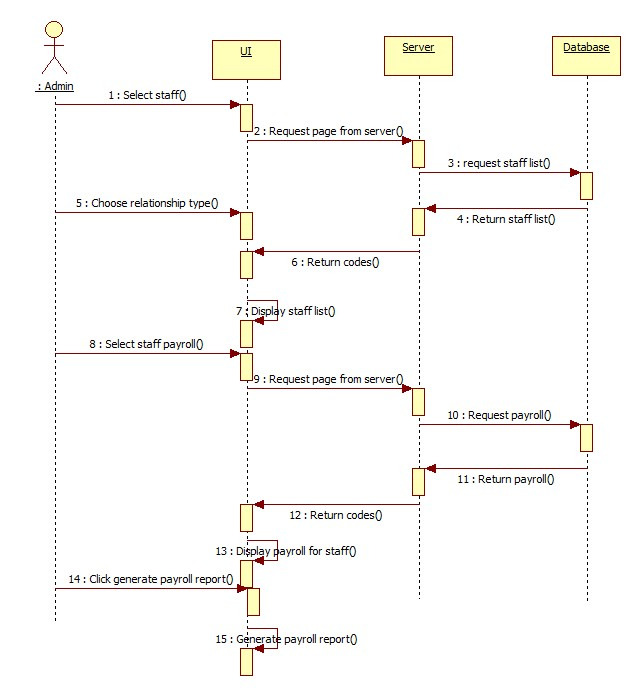 : Admin
UI
Server
Database
1 : Select staff()
2 : Request page from server()
3 : request staff list()
5 : Choose relationship type()
4 : Return staff list()
6 : Return codes()
7 : Display staff list()
8 : Select staff payroll()
9 : Request page from server()
10 : Request payroll()
11 : Return payroll()
12 : Return codes()
13 : Display payroll for staff()
14 : Click generate payroll report()
15 : Generate payroll report()